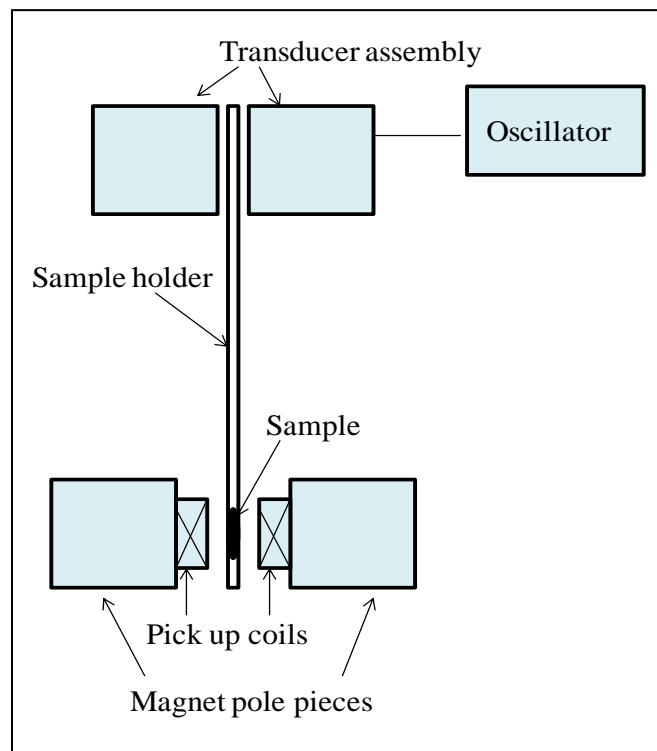 Transducer assembly
Oscillator
Sample holder
Sample
Pick up coils
Magnet pole pieces